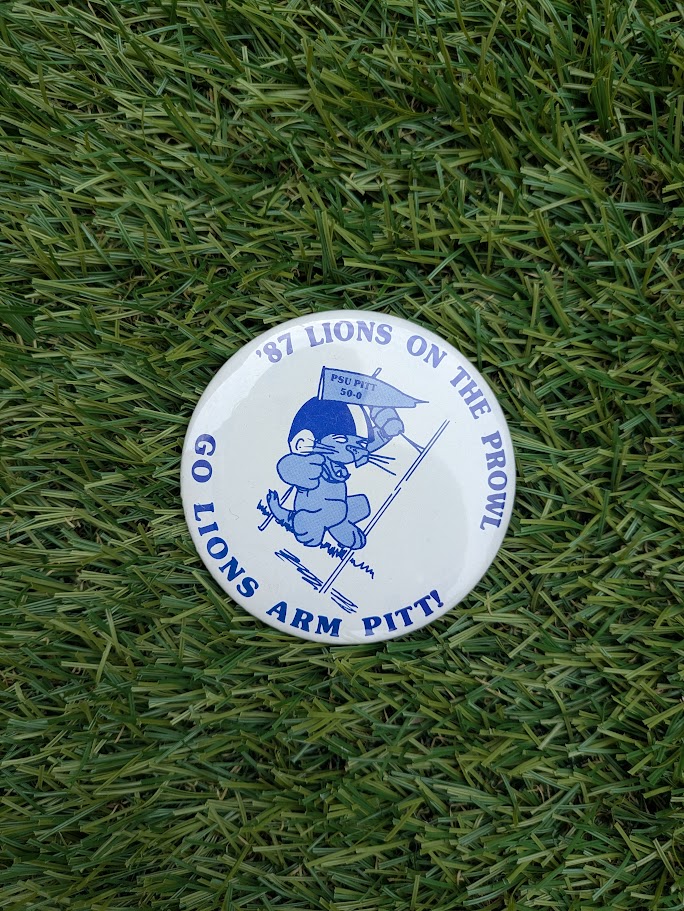 '87 LIONS ON THE PROWL
PSU PITT
50-0
GO LIONS ARM PITT!